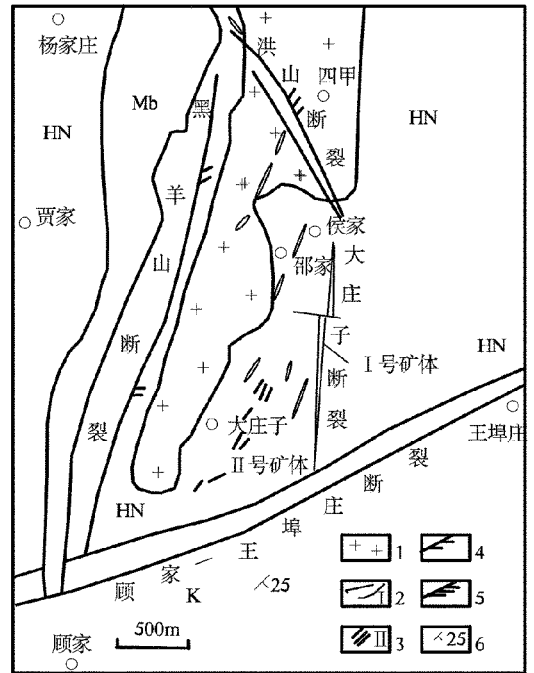 杨家庄
洪山断裂
四甲
Mb
黑羊山断裂
HN
HN
贾家
侯家
邵家
大庄子断裂
HN
I号矿体
大庄子
王埠庄
II号矿体
HN
顾家
王埠庄断裂
K
25
500m
顾家
1
4
I
2
5
II
3
25
6